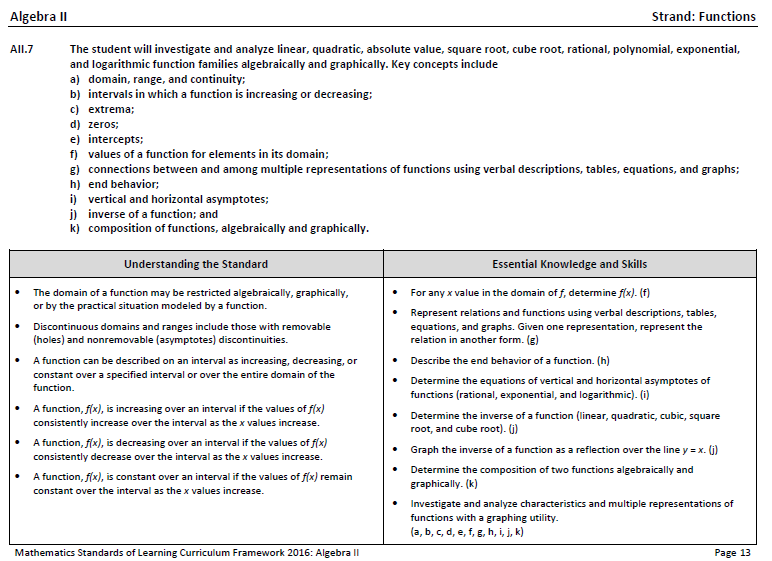 Algebra II
Strand: Functions
AII.7 The student will investigate and analyze linear, quadratic, absolute value, square root, cube root, rational, polynomial, exponential,
and logarithmic function families algebraically and graphically. Key concepts include
a) domain, range, and continuity;
b) intervals in which a function is increasing or decreasing;
c) extrema;
d) zeros;
e) intercepts;
f) values of a function for elements in its domain;
g) connections between and among multiple representations of functions using verbal descriptions, tables, equations, and graphs;
h) end behavior;
i) vertical and horizontal asymptotes;
j) inverse of a function; and
k) composition of functions, algebraically and graphically.
Understanding the Standard
• The domain of a function may be restricted algebraically, graphically,
or by the practical situation modeled by a function.
• Discontinuous domains and ranges include those with removable
(holes) and nonremovable (asymptotes) discontinuities.
• A function can be described on an interval as increasing, decreasing, or
constant over a specified interval or over the entire domain of the
function.
• A function, f(x), is increasing over an interval if the values of f(x)
consistently increase over the interval as the x values increase.
• A function, f(x), is decreasing over an interval if the values of f(x)
consistently decrease over the interval as the x values increase.
• A function, f(x), is constant over an interval if the values of f(x) remain
constant over the interval as the x values increase.
Essential Knowledge and Skills
• For any x value in the domain of f, determine f(x). (f)
• Represent relations and functions using verbal descriptions, tables,
equations, and graphs. Given one representation, represent the
relation in another form. (g)
• Describe the end behavior of a function. (h)
• Determine the equations of vertical and horizontal asymptotes of
functions (rational, exponential, and logarithmic). (i)
• Determine the inverse of a function (linear, quadratic, cubic, square
root, and cube root). (j)
• Graph the inverse of a function as a reflection over the line y = x. (j)
• Determine the composition of two functions algebraically and
graphically. (k)
• Investigate and analyze characteristics and multiple representations of
functions with a graphing utility.
(a, b, c, d, e, f, g, h, i, j, k)
Mathematics Standards of Learning Curriculum Framework 2016: Algebra II
Page 13